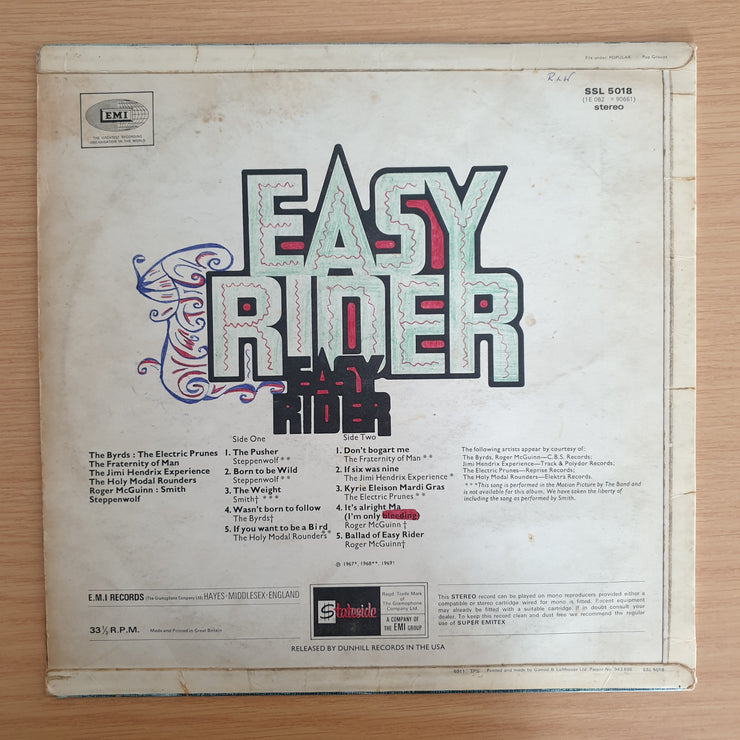 File under: POPULAR : Pop Groups
R.L.W
SSL 5018
(1E 062 ° 90661)
stereo
EMI
THE GREATEST RECORDING
ORGANISATION IN THE WORLD
EASY
RIDER
EASY
RIDER
The Byrds : The Electric Prunes
The Fraternity of Man
The Jimi Hendrix Experience
The Holy Modal Rounders
Roger McGuinn : Smith
Steppenwolf
Side One
1. The Pusher
Steppenwolf * *
2. Born to be Wild
Steppenwolf * *
3. The Weight
Smith† * * *
4. Wasn't born to follow
The Byrds†
5. If you want to be a Bird
The Holy Modal Rounders * *
Side Two
1. Don't bogart me
The Fraternity of Man * *
2. If six was nine
The Jimi Hendrix Experience *
3. Kyrie Eleison Mardi Gras
The Electric Prunes * *
4. It's alright Ma
(I'm only bleeding)
Roger McGuinn †
5. Ballad of Easy Rider
Roger McGuinn†
The following artists appear by courtesy of:
The Byrds, Roger McGuinn—C.B.S. Records;
Jimi Hendrix Experience—Track & Polydor Records;
The Electric Prunes—Reprise Records;
The Holy Modal Rounders—Elektra Records.
* * * This song is performed in the Motion Picture by The Band and
is not available for this album. We have taken the liberty of
including the song as performed by Smith.
℗ 1967*, 1968**, 1969†
E.M.I RECORDS (The Gramophone Company Ltd) HAYES · MIDDLESEX · ENGLAND
33⅓ R.P.M. Made and Printed in Great Britain
Stateside
Regd. Trade Mark
of
The Gramophone
Company Ltd.
A COMPANY OF
THE EMI GROUP
This STEREO record can be played on mono reproducers provided either a
compatible or stereo cartridge wired for mono is fitted. Recent equipment
may already be fitted with a suitable cartridge. If in doubt consult your
dealer. To keep this record clean and dust free we recommend the regular
use of SUPER EMITEX
RELEASED BY DUNHILL RECORDS IN THE USA
6911 TPS Printed and made by Garrod & Lofthouse Ltd. Patent No. 943,895 SSL 5018